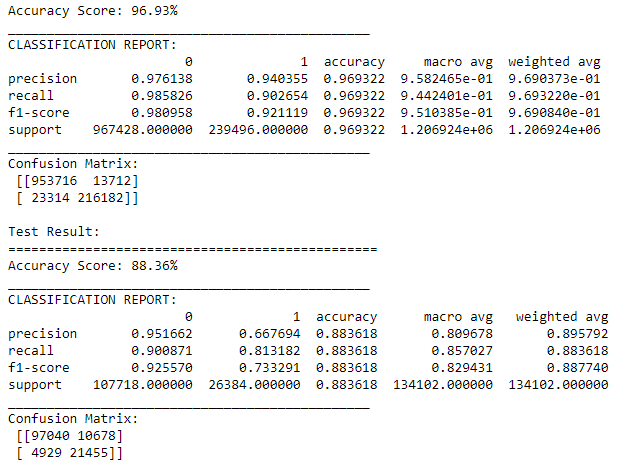 Accuracy Score: 96.93%
_______________________________________________
CLASSIFICATION REPORT:
                      0              1  accuracy     macro avg  weighted avg
precision      0.976138       0.940355  0.969322  9.582465e-01  9.690373e-01
recall         0.985826       0.902654  0.969322  9.442401e-01  9.693220e-01
f1-score       0.980958       0.921119  0.969322  9.510385e-01  9.690840e-01
support   967428.000000  239496.000000  0.969322  1.206924e+06  1.206924e+06
_______________________________________________
Confusion Matrix:
 [[953716  13712]
 [ 23314 216182]]

Test Result:
================================================
Accuracy Score: 88.36%
_______________________________________________
CLASSIFICATION REPORT:
                      0             1  accuracy      macro avg   weighted avg
precision      0.951662      0.667694  0.883618       0.809678       0.895792
recall         0.900871      0.813182  0.883618       0.857027       0.883618
f1-score       0.925570      0.733291  0.883618       0.829431       0.887740
support   107718.000000  26384.000000  0.883618  134102.000000  134102.000000
_______________________________________________
Confusion Matrix:
 [[97040 10678]
 [ 4929 21455]]